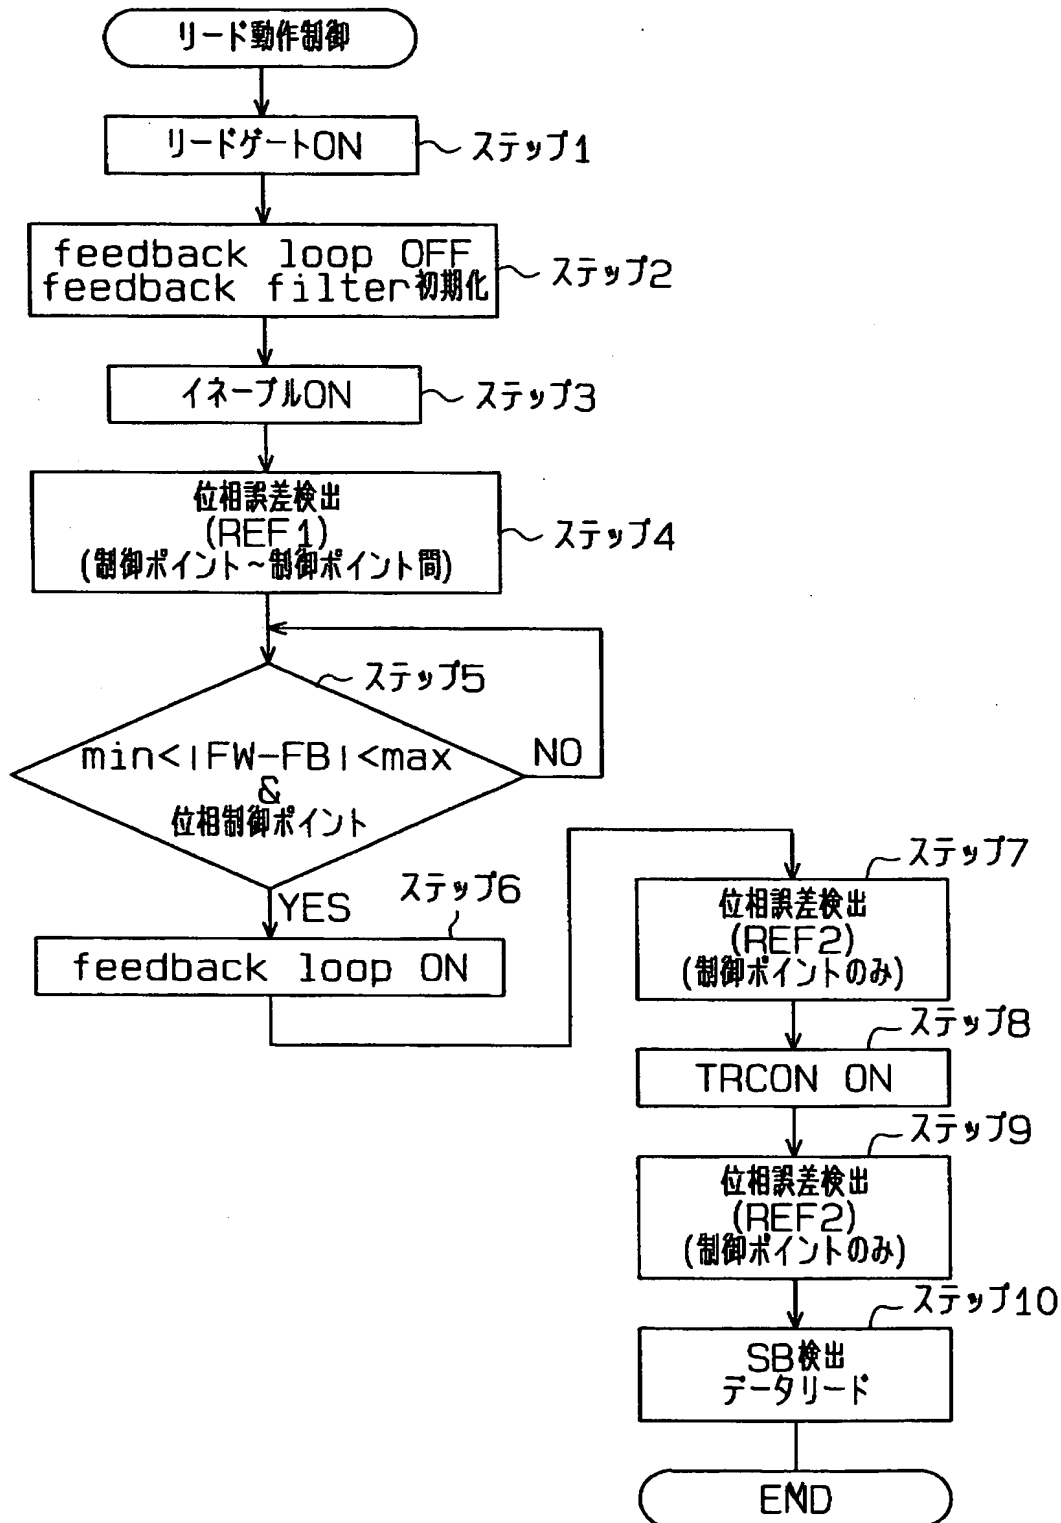 リード動作制御
リードゲートON
ステップ1
feedback loop OFF
feedback filter初期化
ステップ2
イネーブルON
ステップ3
位相誤差検出
(REF1)
(制御ポイント～制御ポイント間)
ステップ4
ステップ5
min<|FW-FB|<max
&
位相制御ポイント
NO
YES
ステップ6
feedback loop ON
ステップ7
位相誤差検出
(REF2)
(制御ポイントのみ)
ステップ8
TRCON ON
ステップ9
位相誤差検出
(REF2)
(制御ポイントのみ)
ステップ10
SB検出
データリード
END